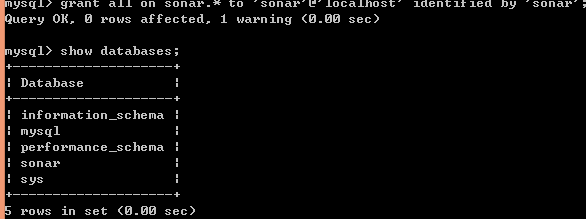 mysql> grant all on sonar.* to 'sonar'@'localhost' identified by 'sonar';
Query OK, 0 rows affected, 1 warning (0.00 sec)
mysql> show databases;
+--------------------+
| Database           |
+--------------------+
| information_schema |
| mysql              |
| performance_schema |
| sonar              |
| sys                |
+--------------------+
5 rows in set (0.00 sec)